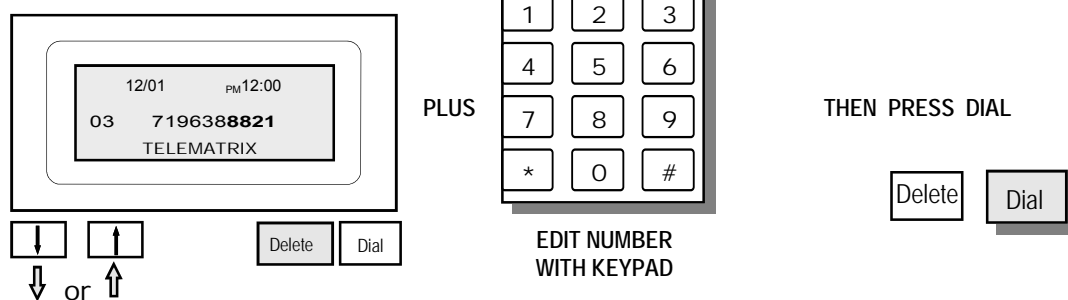 12/01 PM12:00
03 7196388821
TELEMATRIX
Delete Dial
or
PLUS
1 2 3
4 5 6
7 8 9
* 0 #
EDIT NUMBER
WITH KEYPAD
THEN PRESS DIAL
Delete Dial